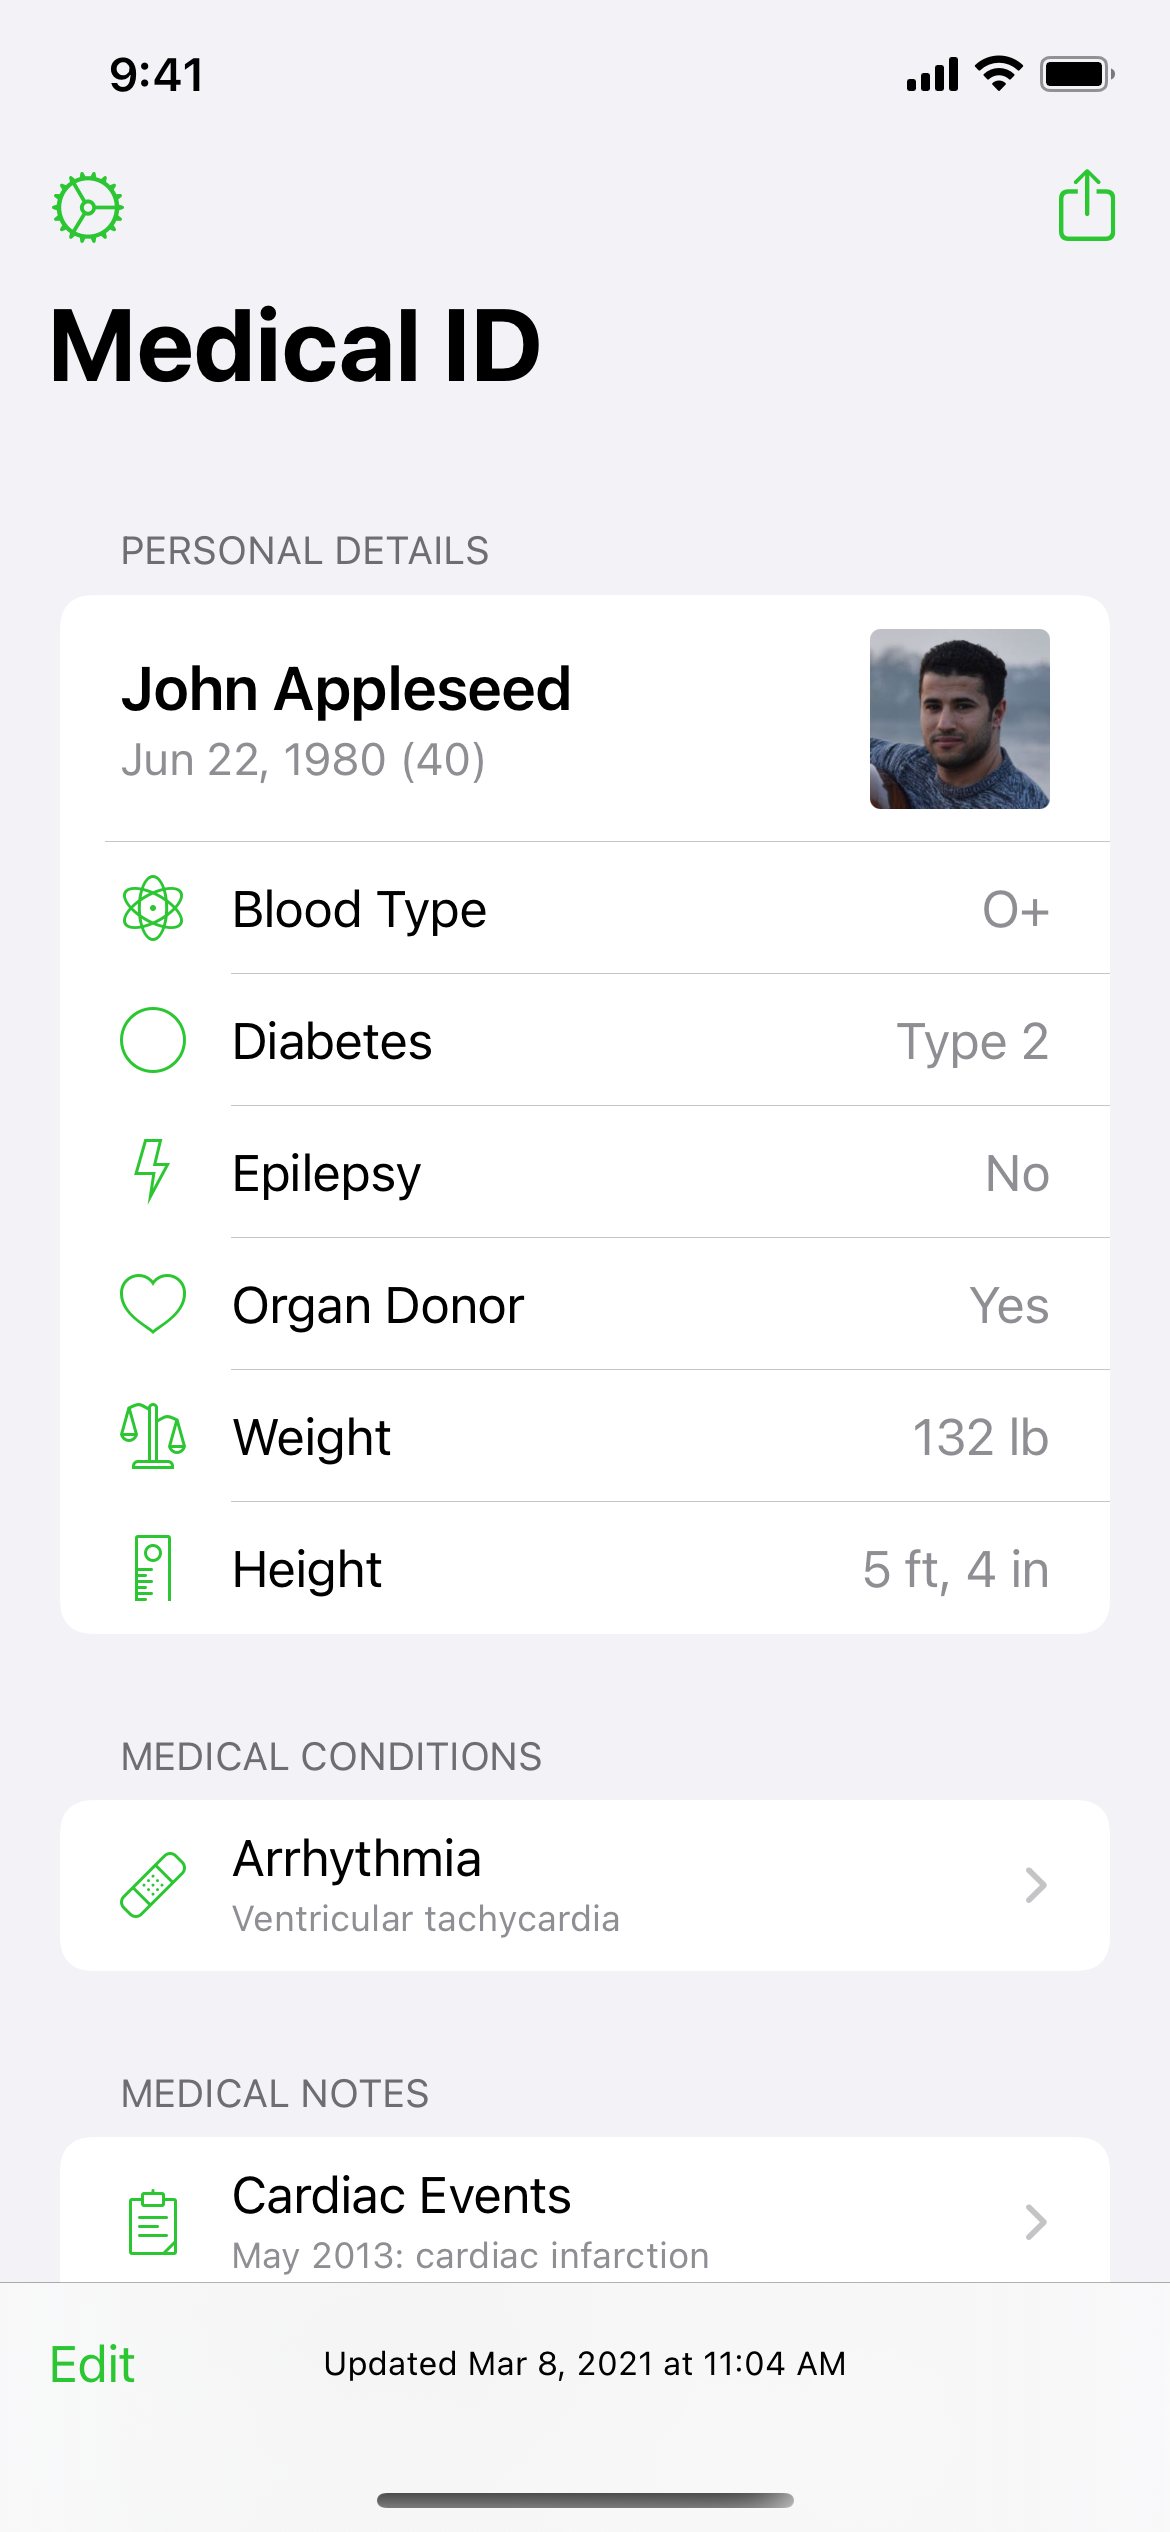 9:41
Medical ID
PERSONAL DETAILS
John Appleseed
Jun 22, 1980 (40)
Blood Type O+
Diabetes Type 2
Epilepsy No
Organ Donor Yes
Weight 132 lb
Height 5 ft, 4 in
MEDICAL CONDITIONS
Arrhythmia
Ventricular tachycardia
MEDICAL NOTES
Cardiac Events
May 2013: cardiac infarction
Edit Updated Mar 8, 2021 at 11:04 AM